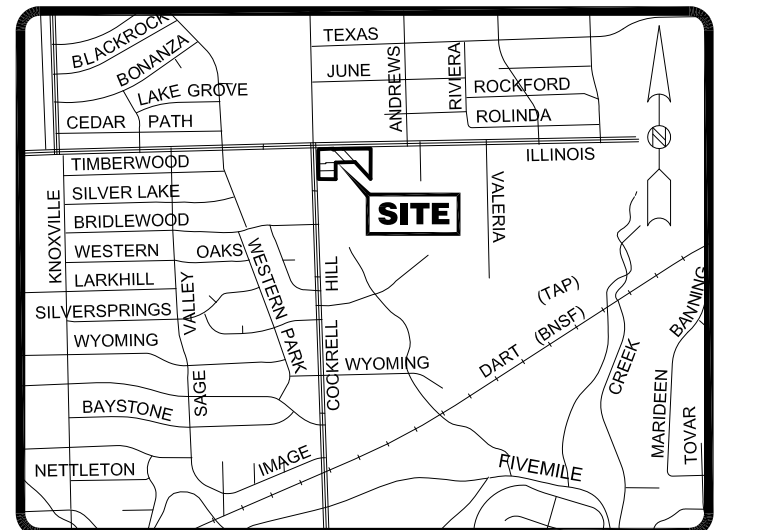 BLACKROCK
BONANZA
LAKE GROVE
CEDAR PATH
TEXAS
JUNE
ANDREWS
RIVIERA
ROCKFORD
ROLINDA
ILLINOIS
N
TIMBERWOOD
SILVER LAKE
BRIDLEWOOD
WESTERN OAKS
LARKHILL
SILVERSPRINGS
WYOMING
KNOXVILLE
SAGE VALLEY
WESTERN PARK
COCKRELL HILL
SITE
VALERIA
WYOMING
DART (TAP)
(BNSF)
CREEK
BANNING
MARIDEEN
TOVAR
BAYSTONE
NETTLETON
IMAGE
FIVEMILE